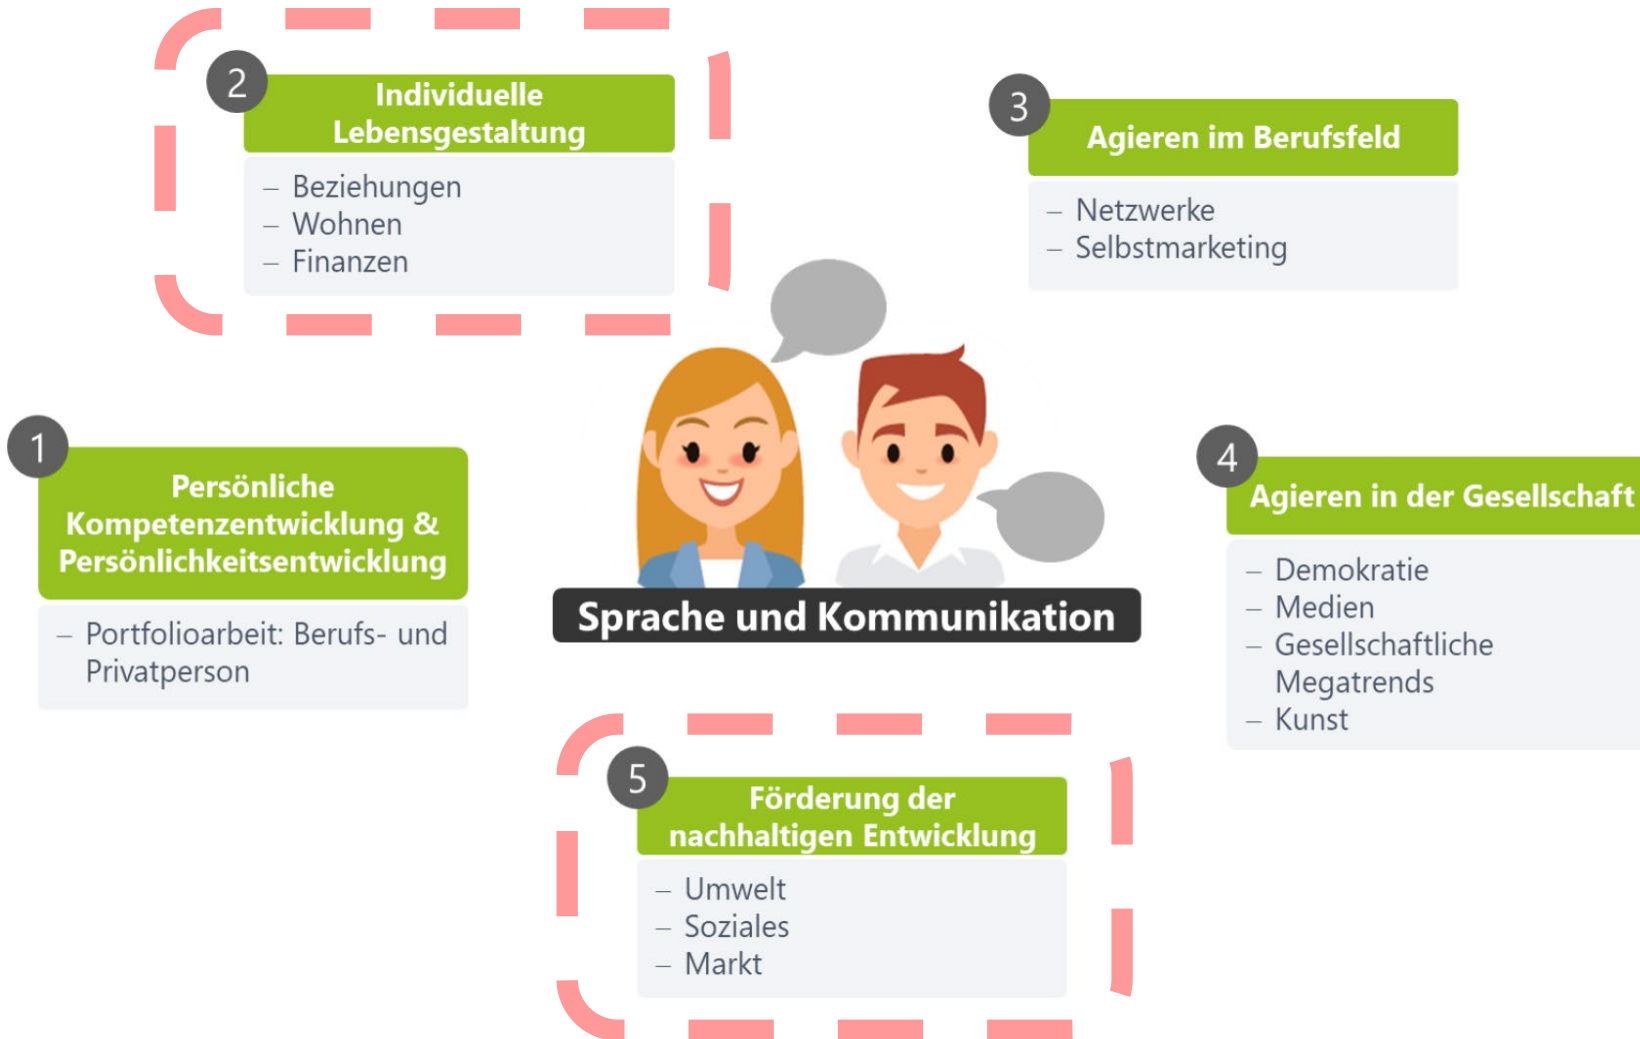 2
Individuelle
Lebensgestaltung
– Beziehungen
– Wohnen
– Finanzen
3
Agieren im Berufsfeld
– Netzwerke
– Selbstmarketing
1
Persönliche
Kompetenzentwicklung &
Persönlichkeitsentwicklung
– Portfolioarbeit: Berufs- und
Privatperson
Sprache und Kommunikation
4
Agieren in der Gesellschaft
– Demokratie
– Medien
– Gesellschaftliche
Megatrends
– Kunst
5
Förderung der
nachhaltigen Entwicklung
– Umwelt
– Soziales
– Markt